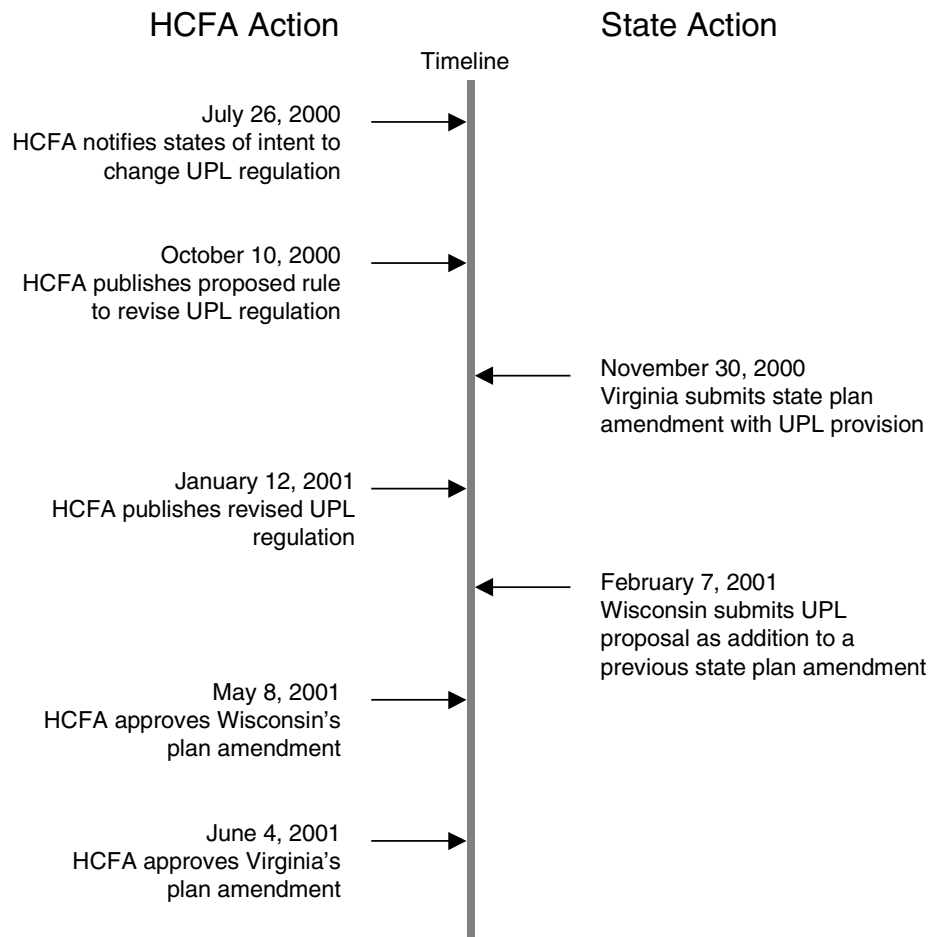 HCFA Action
State Action
Timeline
July 26, 2000
HCFA notifies states of intent to
change UPL regulation
October 10, 2000
HCFA publishes proposed rule
to revise UPL regulation
November 30, 2000
Virginia submits state plan
amendment with UPL provision
January 12, 2001
HCFA publishes revised UPL
regulation
February 7, 2001
Wisconsin submits UPL
proposal as addition to a
previous state plan amendment
May 8, 2001
HCFA approves Wisconsin's
plan amendment
June 4, 2001
HCFA approves Virginia's
plan amendment